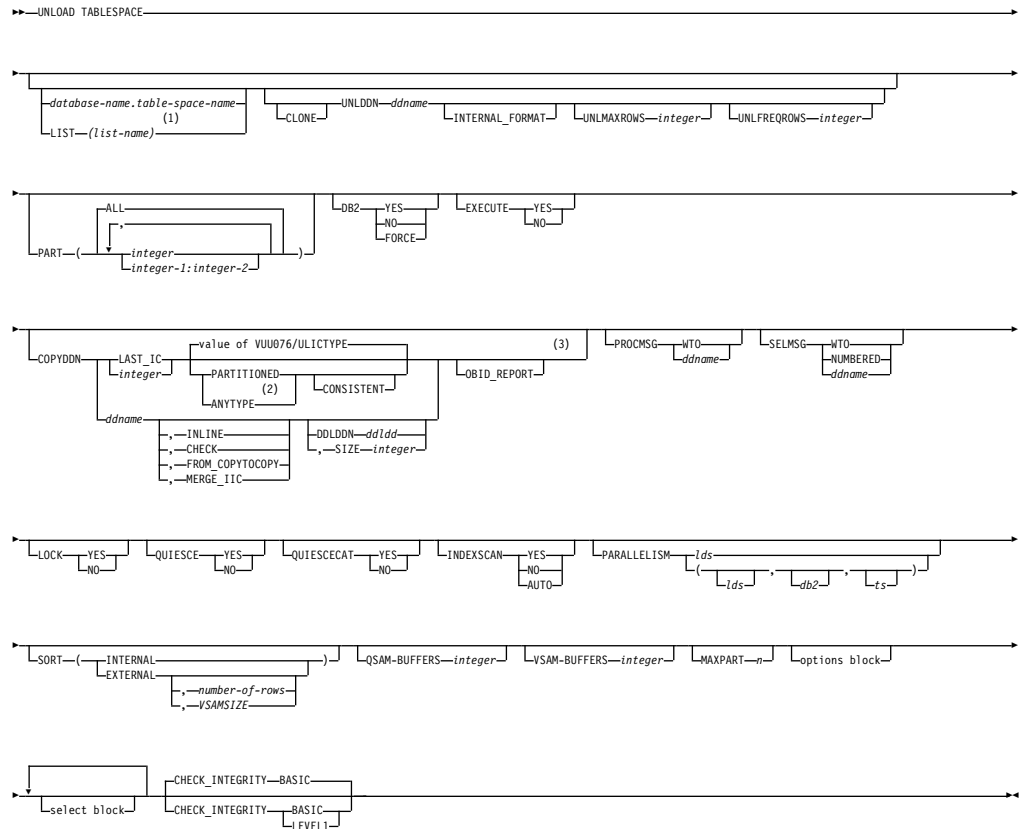 UNLOAD TABLESPACE
database-name.table-space-name
(1)
LIST (list-name)
CLONE
UNLDDN ddname
INTERNAL_FORMAT
UNLMAXROWS integer
UNLFREQROWS integer
PART (
ALL
,
integer
integer-1:integer-2
)
DB2
YES
NO
FORCE
EXECUTE
YES
NO
COPYDDN
LAST_IC
integer
value of VUU076/ULICTYPE
PARTITIONED
(2)
ANYTYPE
CONSISTENT
(3)
OBID_REPORT
ddname
, INLINE
, CHECK
, FROM_COPYTOCOPY
, MERGE_IIC
DDLDDN ddldd
, SIZE integer
PROCMSG
WTO
ddname
SELMSG
WTO
NUMBERED
ddname
LOCK
YES
NO
QUIESCE
YES
NO
QUIESCECAT
YES
NO
INDEXSCAN
YES
NO
AUTO
PARALLELISM
lds
( lds , db2 , ts )
SORT (
INTERNAL
EXTERNAL
, number-of-rows
, VSAMSIZE
)
QSAM-BUFFERS integer
VSAM-BUFFERS integer
MAXPART n
options block
select block
CHECK_INTEGRITY BASIC
CHECK_INTEGRITY
BASIC
LEVEL1